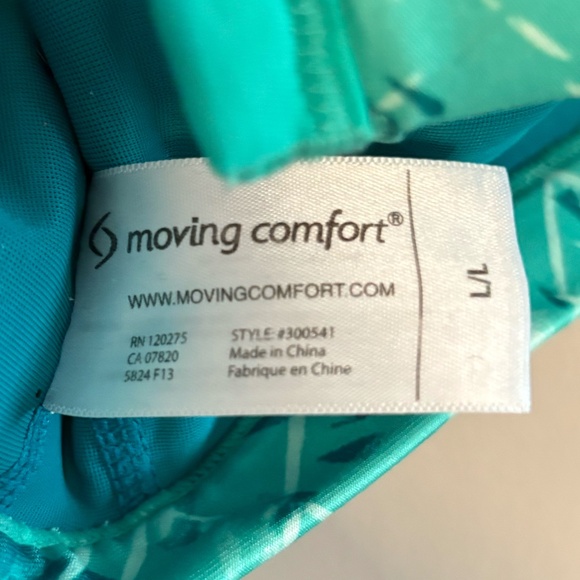 moving comfort®
WWW.MOVINGCOMFORT.COM
RN 120275
CA 07820
5824 F13
STYLE #300541
Made in China
Fabrique en Chine
L/L